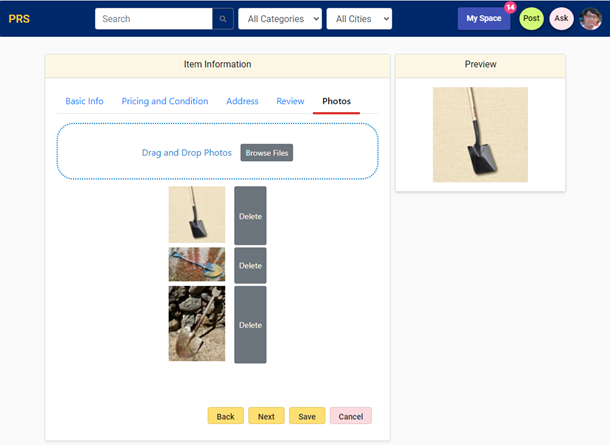 PRS Search All Categories All Cities My Space 14 Post Ask
Item Information
Preview
Basic Info Pricing and Condition Address Review Photos
Drag and Drop Photos Browse Files
Delete
Delete
Delete
Back Next Save Cancel